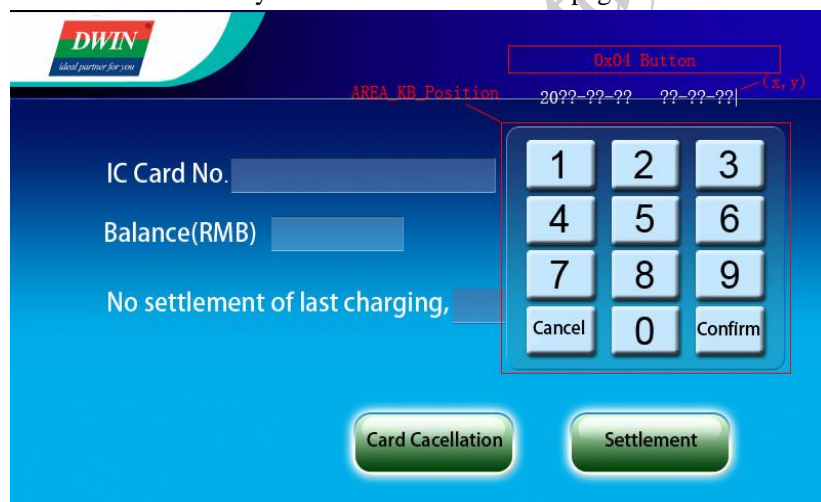 DWIN
ideal partner for you
0x04 Button
AREA_KB_Position
20??-??-?? ??-??-??|
(x,y)
IC Card No.
Balance(RMB)
No settlement of last charging,
1 2 3
4 5 6
7 8 9
Cancel 0 Confirm
Card Cacellation
Settlement